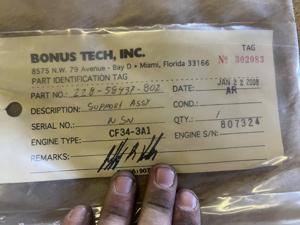 BONUS TECH, INC.
TAG
8575 N.W. 79 Avenue - Bay D • Miami, Florida 33166
Nº 302083
PART IDENTIFICATION TAG
JAN 22 2008
PART NO.: 228-58437-802
AR
DESCRIPTION: Support Assy
COND.:
SERIAL NO.: NSN
QTY.: 1
807324
ENGINE TYPE: CF34-3A1
ENGINE S/N:
REMARKS: